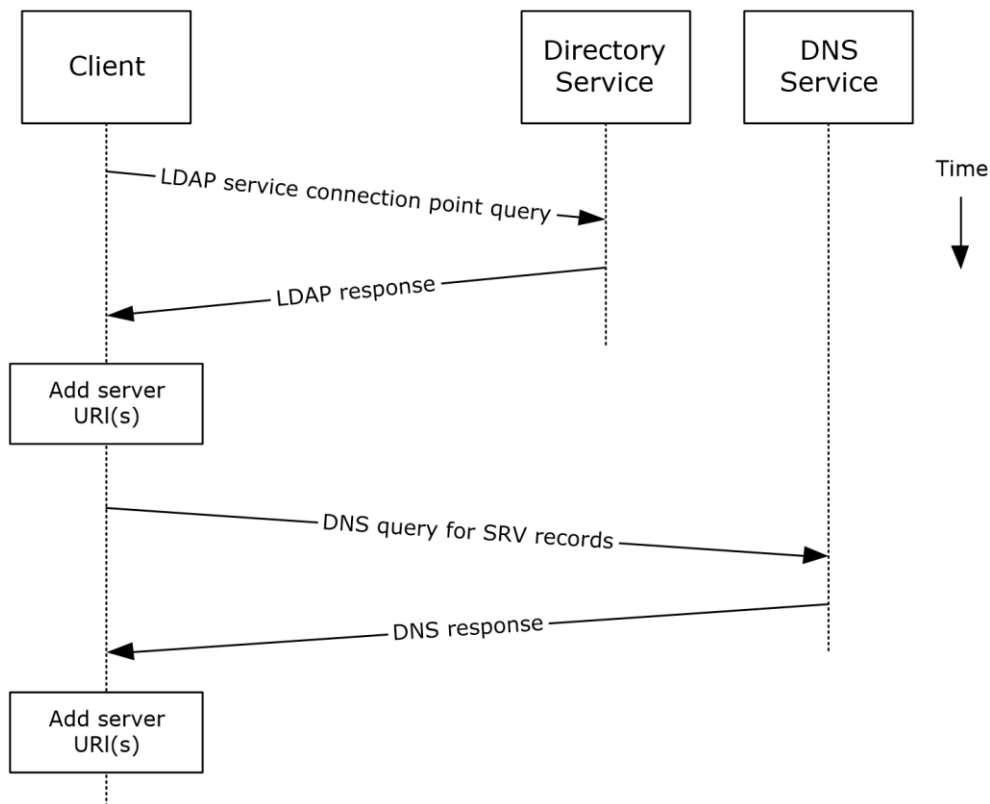 Client
Directory
Service
DNS
Service
Time
LDAP service connection point query
LDAP response
Add server
URI(s)
DNS query for SRV records
DNS response
Add server
URI(s)